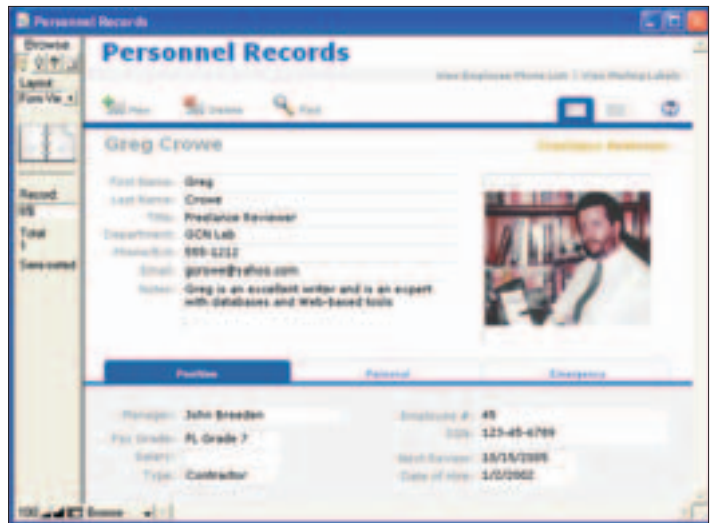 Personnel Records
Browse
Layout:
Form Vie
Record:
Total:
Personnel Records
View Employee Phone List | View Mailing Labels
New
Delete
Find
Greg Crowe
First Name: Greg
Last Name: Crowe
Title: Freelance Reviewer
Department: GCN Lab
Phone/Ext: 555-1212
Email: gcrowe@yahoo.com
Notes: Greg is an excellent writer and is an expert
with databases and Web-based tools
Position
Personal
Emergency
Manager: John Breeden
Employee #: 45
Pay Grade: FL Grade 7
SSN: 123-45-6789
Salary:
Next Review: 10/15/2005
Type: Contractor
Date of Hire: 1/2/2002
100
Browse